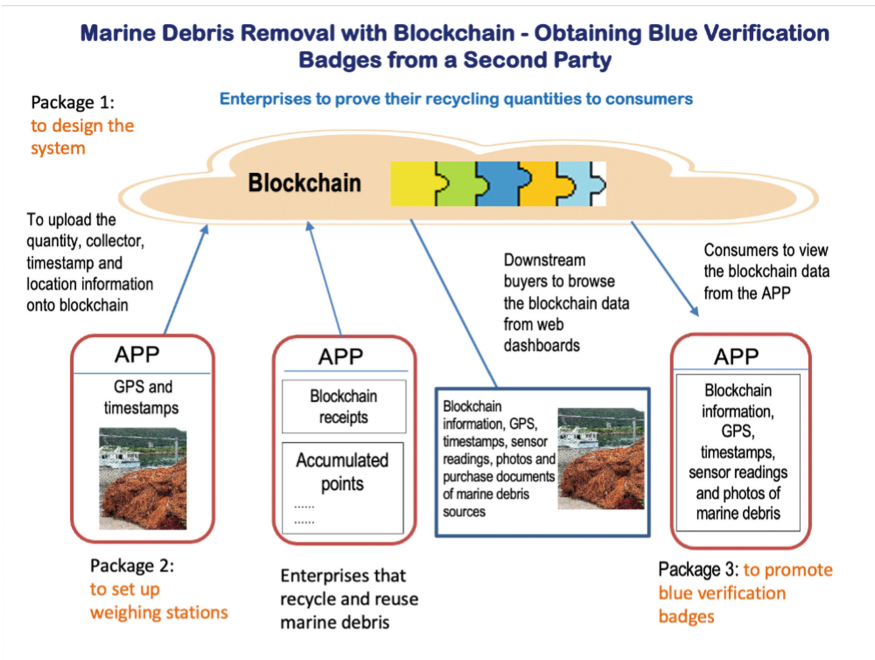 Marine Debris Removal with Blockchain - Obtaining Blue Verification
Badges from a Second Party
Enterprises to prove their recycling quantities to consumers
Package 1:
to design the
system
Blockchain
To upload the
quantity, collector,
timestamp and
location information
onto blockchain
Downstream
buyers to browse
the blockchain data
from web
dashboards
Consumers to view
the blockchain data
from the APP
APP
GPS and
timestamps
APP
Blockchain
receipts
Accumulated
points
......
......
Blockchain
information, GPS,
timestamps, sensor
readings, photos and
purchase documents
of marine debris
sources
APP
Blockchain
information,
GPS,
timestamps,
sensor readings
and photos of
marine debris
Package 2:
to set up
weighing stations
Enterprises that
recycle and reuse
marine debris
Package 3: to promote
blue verification
badges